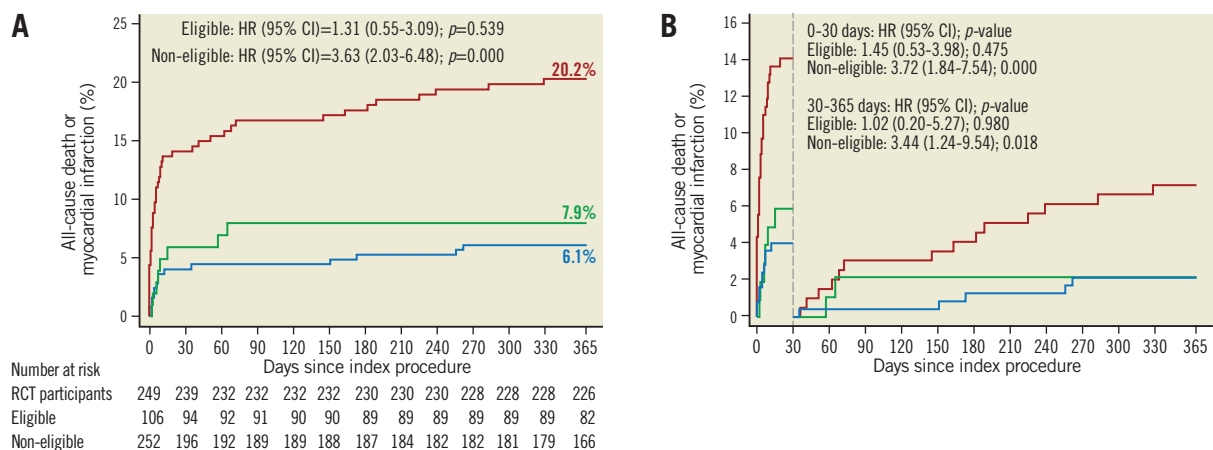 A
Eligible: HR (95% CI)=1.31 (0.55-3.09); p=0.539
Non-eligible: HR (95% CI)=3.63 (2.03-6.48); p=0.000
All-cause death or
myocardial infarction (%)
25
20
15
10
5
0
20.2%
7.9%
6.1%
0 30 60 90 120 150 180 210 240 270 300 330 365
Days since index procedure
Number at risk
RCT participants 249 239 232 232 232 232 230 230 230 228 228 228 226
Eligible 106 94 92 91 90 90 89 89 89 89 89 89 82
Non-eligible 252 196 192 189 189 188 187 184 182 182 181 179 166
B
0-30 days: HR (95% CI); p-value
Eligible: 1.45 (0.53-3.98); 0.475
Non-eligible: 3.72 (1.84-7.54); 0.000
30-365 days: HR (95% CI); p-value
Eligible: 1.02 (0.20-5.27); 0.980
Non-eligible: 3.44 (1.24-9.54); 0.018
All-cause death or
myocardial infarction (%)
16
14
12
10
8
6
4
2
0
0 30 60 90 120 150 180 210 240 270 300 330 365
Days since index procedure